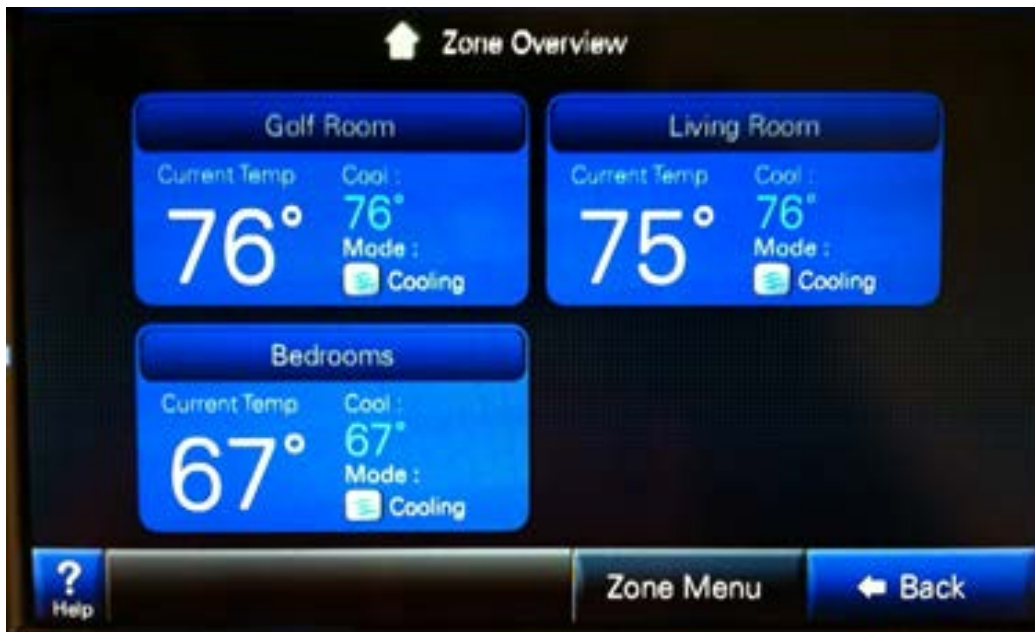 Zone Overview
Golf Room
Current Temp
Cool :
76°
76°
Mode :
Cooling
Living Room
Current Temp
Cool :
75°
76°
Mode :
Cooling
Bedrooms
Current Temp
Cool :
67°
67°
Mode :
Cooling
?
Help
Zone Menu
Back